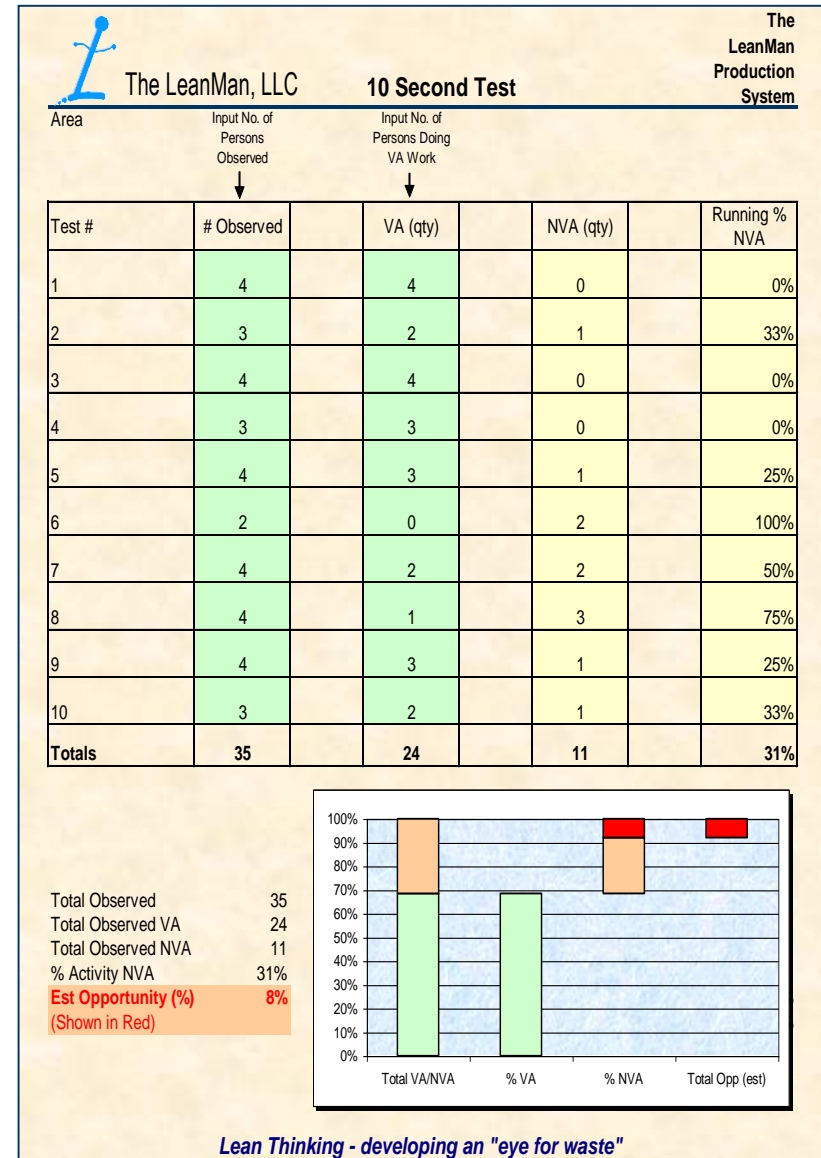 The
LeanMan
Production
System
The LeanMan, LLC 10 Second Test
Area
Input No. of
Persons
Observed
Input No. of
Persons Doing
VA Work
Test # # Observed VA (qty) NVA (qty) Running %
NVA
1 4 4 0 0%
2 3 2 1 33%
3 4 4 0 0%
4 3 3 0 0%
5 4 3 1 25%
6 2 0 2 100%
7 4 2 2 50%
8 4 1 3 75%
9 4 3 1 25%
10 3 2 1 33%
Totals 35 24 11 31%
Total Observed 35
Total Observed VA 24
Total Observed NVA 11
% Activity NVA 31%
Est Opportunity (%) 8%
(Shown in Red)
100%
90%
80%
70%
60%
50%
40%
30%
20%
10%
0%
Total VA/NVA % VA % NVA Total Opp (est)
Lean Thinking - developing an "eye for waste"